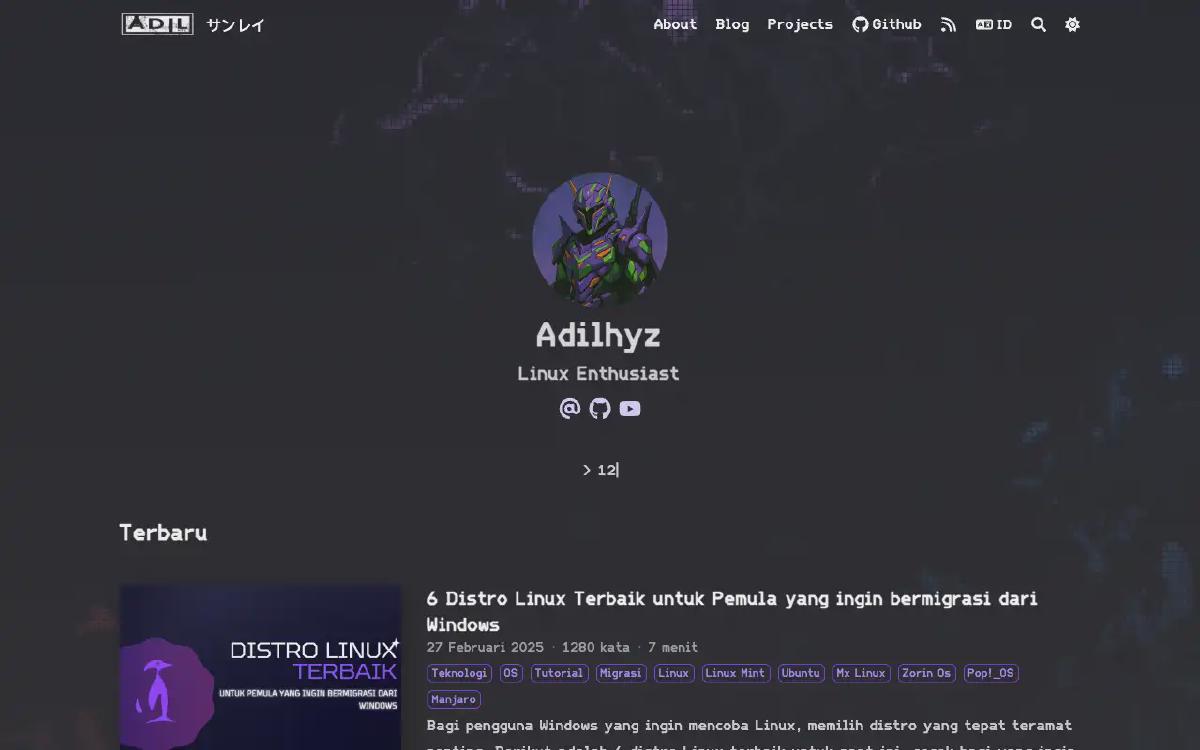 ADIL サンレイ About Blog Projects Github ID
Adilhyz
Linux Enthusiast
> 12
Terbaru
DISTRO LINUX
TERBAIK
UNTUK PEMULA YANG INGIN BERMIGRASI DARI
WINDOWS
6 Distro Linux Terbaik untuk Pemula yang ingin bermigrasi dari
Windows
27 Februari 2025 · 1280 kata · 7 menit
Teknologi OS Tutorial Migrasi Linux Linux Mint Ubuntu Mx Linux Zorin Os Pop!_OS
Manjaro
Bagi pengguna Windows yang ingin mencoba Linux, memilih distro yang tepat teramat